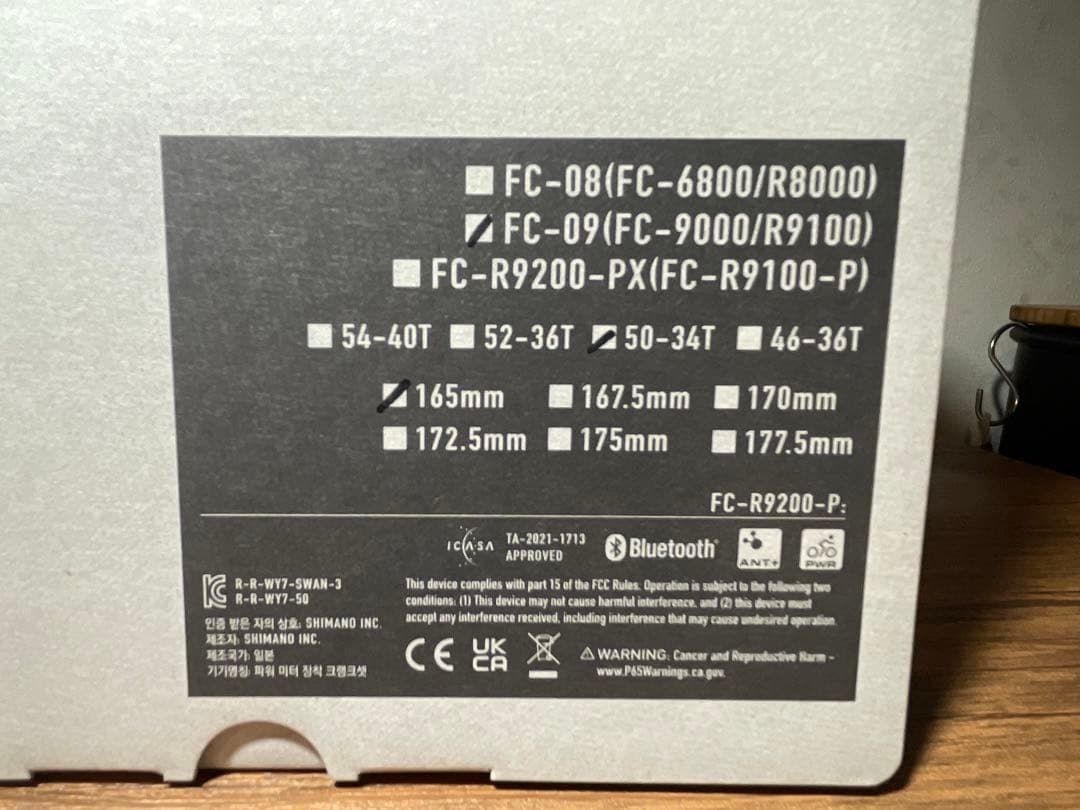 FC-08(FC-6800/R8000)
FC-09(FC-9000/R9100)
FC-R9200-PX(FC-R9100-P)
54-40T 52-36T 50-34T 46-36T
165mm 167.5mm 170mm
172.5mm 175mm 177.5mm
FC-R9200-P:
ICASA TA-2021-1713 APPROVED Bluetooth® ANT+ PWR
R-R-WY7-SWAN-3
R-R-WY7-50
인증 받은 자의 상호: SHIMANO INC.
제조자: SHIMANO INC.
제조국가: 일본
기기명칭: 파워 미터 장착 크랭크셋
This device complies with part 15 of the FCC Rules. Operation is subject to the following two
conditions: (1) This device may not cause harmful interference, and (2) this device must
accept any interference received, including interference that may cause undesired operation.
CE UK CA
WARNING: Cancer and Reproductive Harm -
www.P65Warnings.ca.gov.